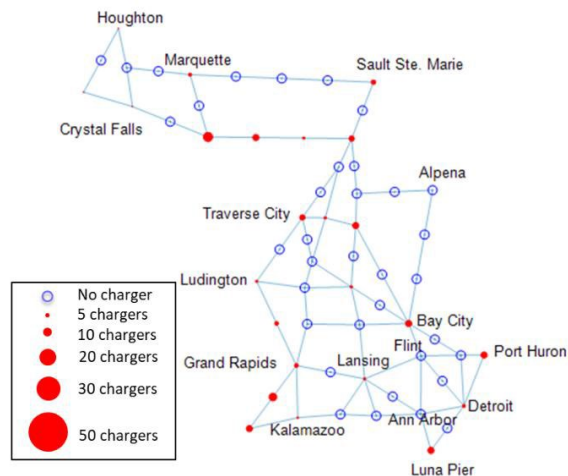 Houghton
Marquette
Sault Ste. Marie
Crystal Falls
Alpena
Traverse City
Ludington
No charger
5 chargers
10 chargers
20 chargers
30 chargers
50 chargers
Bay City
Flint
Port Huron
Grand Rapids
Lansing
Detroit
Ann Arbor
Kalamazoo
Luna Pier